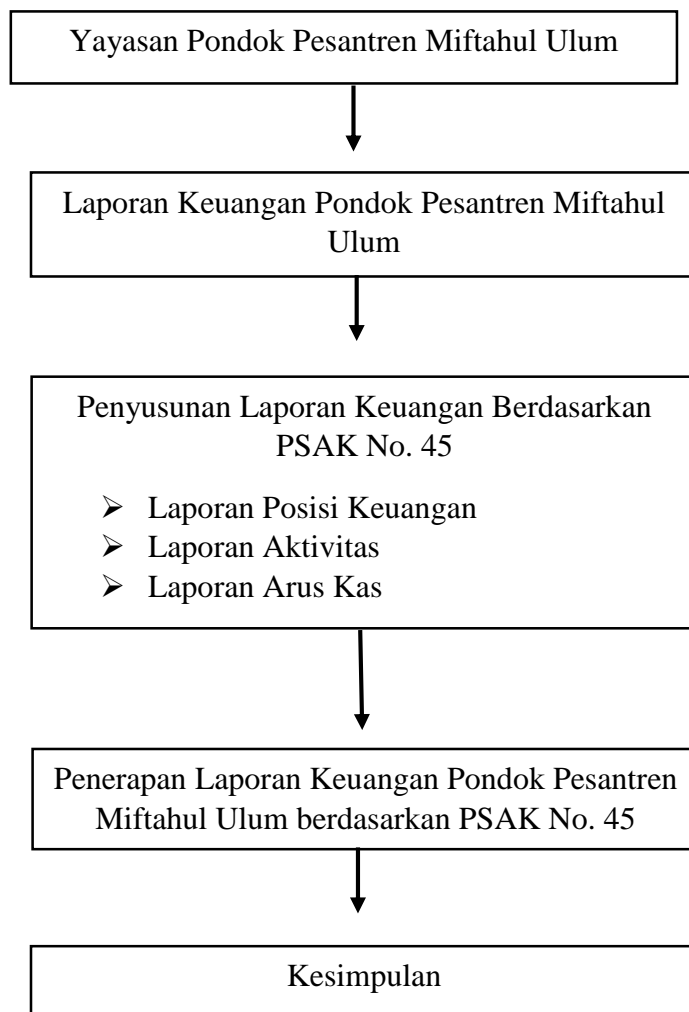 Yayasan Pondok Pesantren Miftahul Ulum
Laporan Keuangan Pondok Pesantren Miftahul
Ulum
Penyusunan Laporan Keuangan Berdasarkan
PSAK No. 45
➢ Laporan Posisi Keuangan
➢ Laporan Aktivitas
➢ Laporan Arus Kas
Penerapan Laporan Keuangan Pondok Pesantren
Miftahul Ulum berdasarkan PSAK No. 45
Kesimpulan